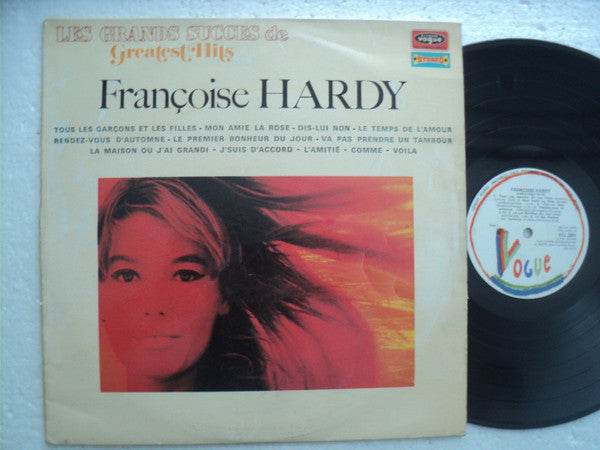 LES GRANDS SUCCES de
Greatest Hits
vogue
STEREO
Françoise HARDY
TOUS LES GARÇONS ET LES FILLES - MON AMIE LA ROSE - DIS-LUI NON - LE TEMPS DE L'AMOUR
RENDEZ-VOUS D'AUTOMNE - LE PREMIER BONHEUR DU JOUR - VA PAS PRENDRE UN TAMBOUR
LA MAISON OU J'AI GRANDI - J'SUIS D'ACCORD - L'AMITIÉ - COMME - VOILA
FRANÇOISE HARDY
VOGUE